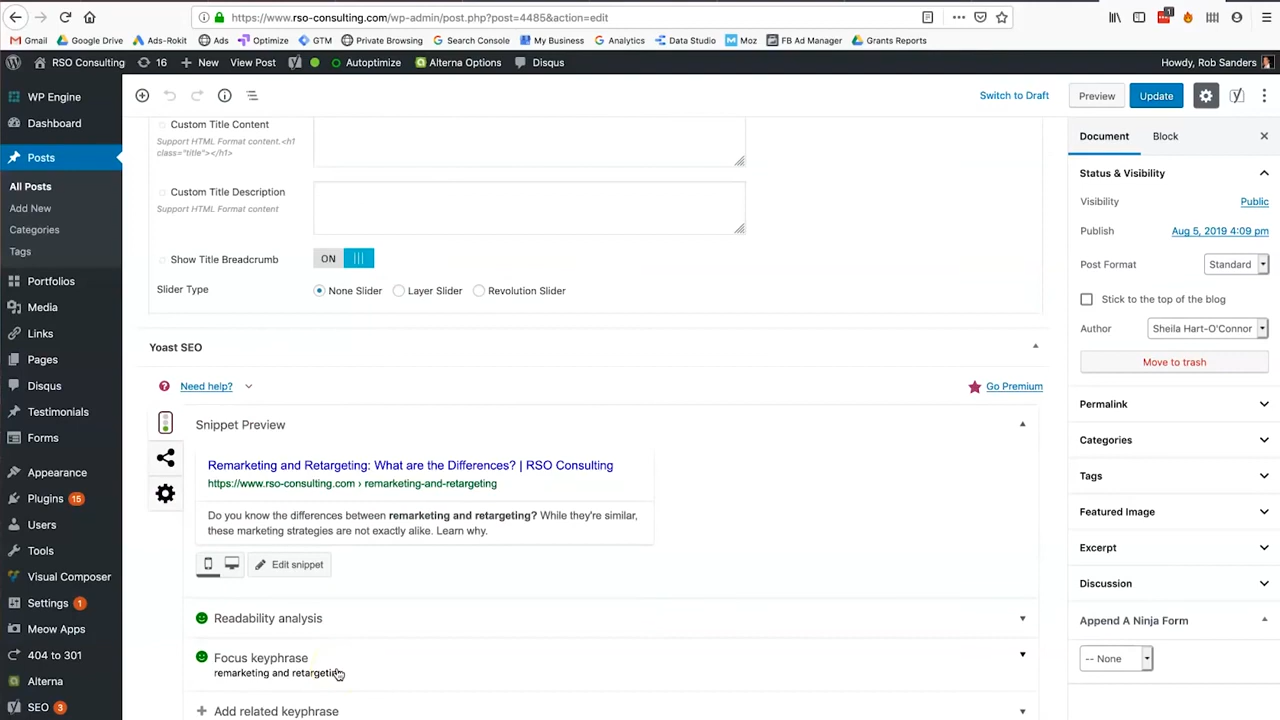 https://www.rso-consulting.com/wp-admin/post.php?post=4485&action=edit
1
Gmail Google Drive Ads-Rokit Ads Optimize GTM Private Browsing Search Console My Business Analytics Data Studio Moz FB Ad Manager Grants Reports
RSO Consulting 16 New View Post Autoptimize Alterna Options Disqus Howdy, Rob Sanders
WP Engine
Dashboard
Posts
All Posts
Add New
Categories
Tags
Portfolios
Media
Links
Pages
Disqus
Testimonials
Forms
Appearance
Plugins 15
Users
Tools
Visual Composer
Settings 1
Meow Apps
404 to 301
Alterna
SEO 3
Switch to Draft Preview Update
Custom Title Content
Support HTML Format content.<h1
class="title"></h1>
Custom Title Description
Support HTML Format content
Show Title Breadcrumb ON
Slider Type None Slider Layer Slider Revolution Slider
Yoast SEO
Need help? Go Premium
Snippet Preview
Remarketing and Retargeting: What are the Differences? | RSO Consulting
https://www.rso-consulting.com › remarketing-and-retargeting
Do you know the differences between remarketing and retargeting? While they're similar,
these marketing strategies are not exactly alike. Learn why.
Edit snippet
Readability analysis
Focus keyphrase
remarketing and retargeting
Add related keyphrase
Document Block
Status & Visibility
Visibility Public
Publish Aug 5, 2019 4:09 pm
Post Format Standard
Stick to the top of the blog
Author Sheila Hart-O'Connor
Move to trash
Permalink
Categories
Tags
Featured Image
Excerpt
Discussion
Append A Ninja Form
-- None